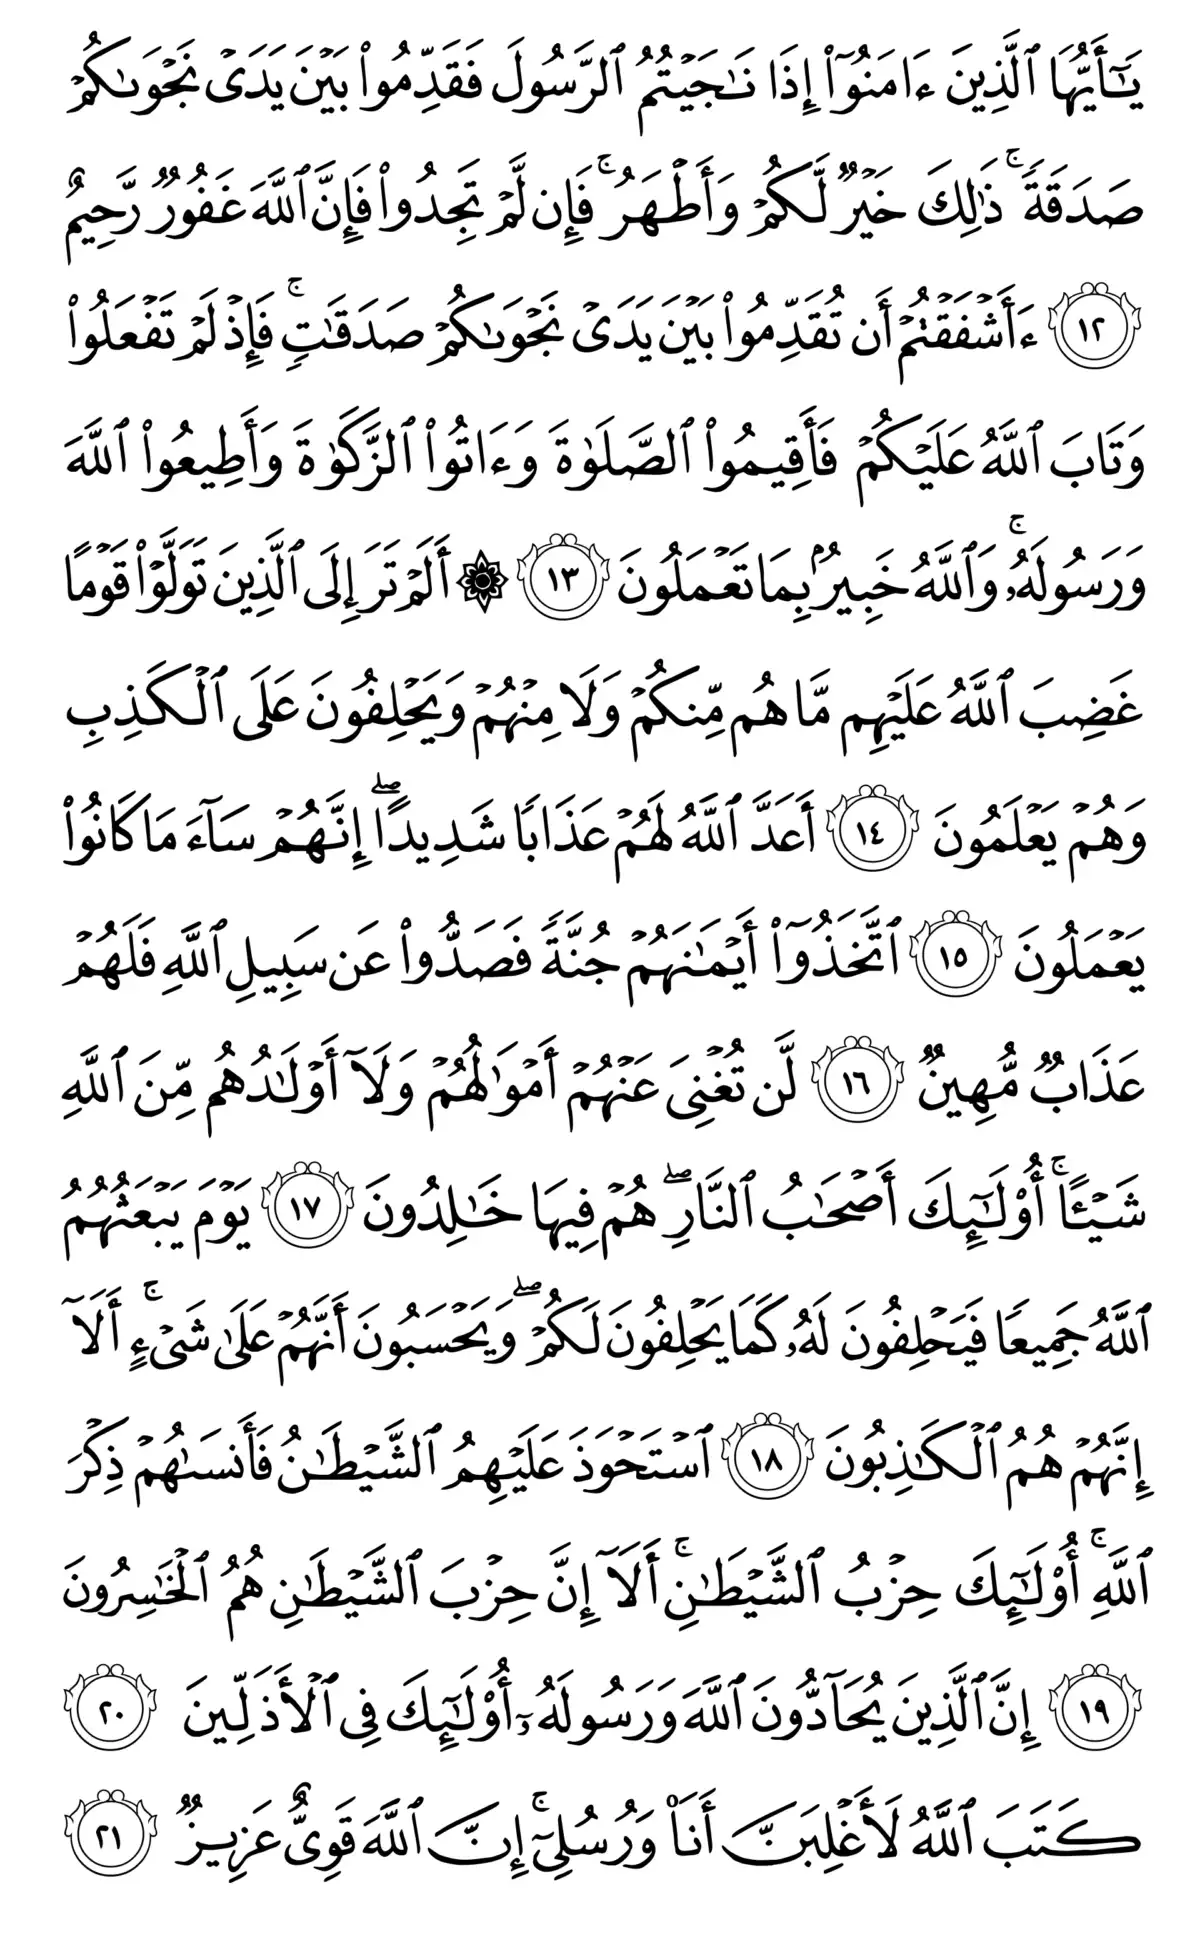 يَـٰٓأَيُّهَا ٱلَّذِينَ ءَامَنُوٓا۟ إِذَا نَـٰجَيْتُمُ ٱلرَّسُولَ فَقَدِّمُوا۟ بَيْنَ يَدَىْ نَجْوَىٰكُمْ
صَدَقَةً ۚ ذَٰلِكَ خَيْرٌ لَّكُمْ وَأَطْهَرُ ۚ فَإِن لَّمْ تَجِدُوا۟ فَإِنَّ ٱللَّهَ غَفُورٌ رَّحِيمٌ
١٢ ءَأَشْفَقْتُمْ أَن تُقَدِّمُوا۟ بَيْنَ يَدَىْ نَجْوَىٰكُمْ صَدَقَـٰتٍ ۚ فَإِذْ لَمْ تَفْعَلُوا۟
وَتَابَ ٱللَّهُ عَلَيْكُمْ فَأَقِيمُوا۟ ٱلصَّلَوٰةَ وَءَاتُوا۟ ٱلزَّكَوٰةَ وَأَطِيعُوا۟ ٱللَّهَ
وَرَسُولَهُۥ ۚ وَٱللَّهُ خَبِيرٌۢ بِمَا تَعْمَلُونَ ١٣ ۞ أَلَمْ تَرَ إِلَى ٱلَّذِينَ تَوَلَّوْا۟ قَوْمًا
غَضِبَ ٱللَّهُ عَلَيْهِم مَّا هُم مِّنكُمْ وَلَا مِنْهُمْ وَيَحْلِفُونَ عَلَى ٱلْكَذِبِ
وَهُمْ يَعْلَمُونَ ١٤ أَعَدَّ ٱللَّهُ لَهُمْ عَذَابًا شَدِيدًا ۖ إِنَّهُمْ سَآءَ مَا كَانُوا۟
يَعْمَلُونَ ١٥ ٱتَّخَذُوٓا۟ أَيْمَـٰنَهُمْ جُنَّةً فَصَدُّوا۟ عَن سَبِيلِ ٱللَّهِ فَلَهُمْ
عَذَابٌ مُّهِينٌ ١٦ لَّن تُغْنِىَ عَنْهُمْ أَمْوَٰلُهُمْ وَلَآ أَوْلَـٰدُهُم مِّنَ ٱللَّهِ
شَيْـًٔا ۚ أُو۟لَـٰٓئِكَ أَصْحَـٰبُ ٱلنَّارِ ۖ هُمْ فِيهَا خَـٰلِدُونَ ١٧ يَوْمَ يَبْعَثُهُمُ
ٱللَّهُ جَمِيعًا فَيَحْلِفُونَ لَهُۥ كَمَا يَحْلِفُونَ لَكُمْ ۖ وَيَحْسَبُونَ أَنَّهُمْ عَلَىٰ شَىْءٍ ۚ أَلَآ
إِنَّهُمْ هُمُ ٱلْكَـٰذِبُونَ ١٨ ٱسْتَحْوَذَ عَلَيْهِمُ ٱلشَّيْطَـٰنُ فَأَنسَىٰهُمْ ذِكْرَ
ٱللَّهِ ۚ أُو۟لَـٰٓئِكَ حِزْبُ ٱلشَّيْطَـٰنِ ۚ أَلَآ إِنَّ حِزْبَ ٱلشَّيْطَـٰنِ هُمُ ٱلْخَـٰسِرُونَ
١٩ إِنَّ ٱلَّذِينَ يُحَآدُّونَ ٱللَّهَ وَرَسُولَهُۥٓ أُو۟لَـٰٓئِكَ فِى ٱلْأَذَلِّينَ ٢٠
كَتَبَ ٱللَّهُ لَأَغْلِبَنَّ أَنَا۠ وَرُسُلِىٓ ۚ إِنَّ ٱللَّهَ قَوِىٌّ عَزِيزٌ ٢١